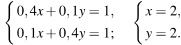 { 0,4x + 0,1y = 1, { x = 2,
{ 0,1x + 0,4y = 1; { y = 2.